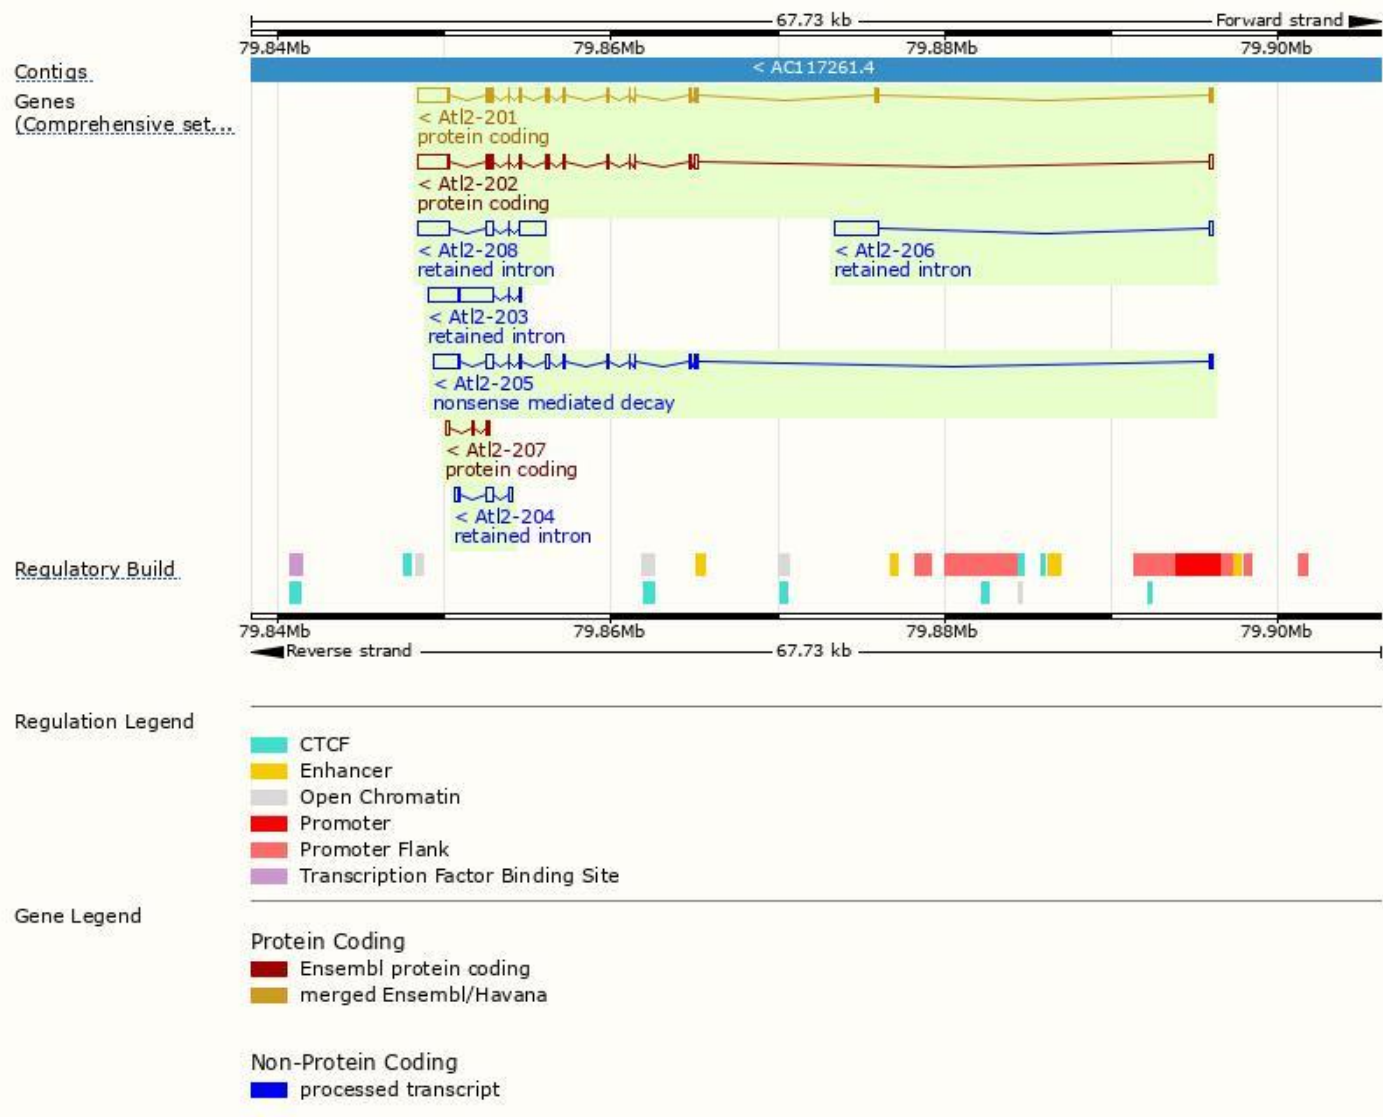 67.73 kb Forward strand
79.84Mb 79.86Mb 79.88Mb 79.90Mb
Contigs < AC117261.4
Genes
(Comprehensive set...
< Atl2-201
protein coding
< Atl2-202
protein coding
< Atl2-208 < Atl2-206
retained intron retained intron
< Atl2-203
retained intron
< Atl2-205
nonsense mediated decay
< Atl2-207
protein coding
< Atl2-204
retained intron
Regulatory Build
79.84Mb 79.86Mb 79.88Mb 79.90Mb
Reverse strand 67.73 kb
Regulation Legend
CTCF
Enhancer
Open Chromatin
Promoter
Promoter Flank
Transcription Factor Binding Site
Gene Legend
Protein Coding
Ensembl protein coding
merged Ensembl/Havana
Non-Protein Coding
processed transcript